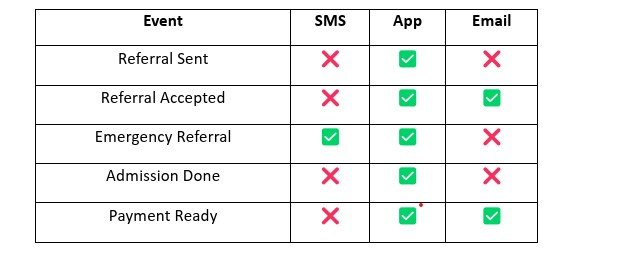 Event SMS App Email
Referral Sent ❌ ✅ ❌
Referral Accepted ❌ ✅ ✅
Emergency Referral ✅ ✅ ❌
Admission Done ❌ ✅ ❌
Payment Ready ❌ ✅ ✅